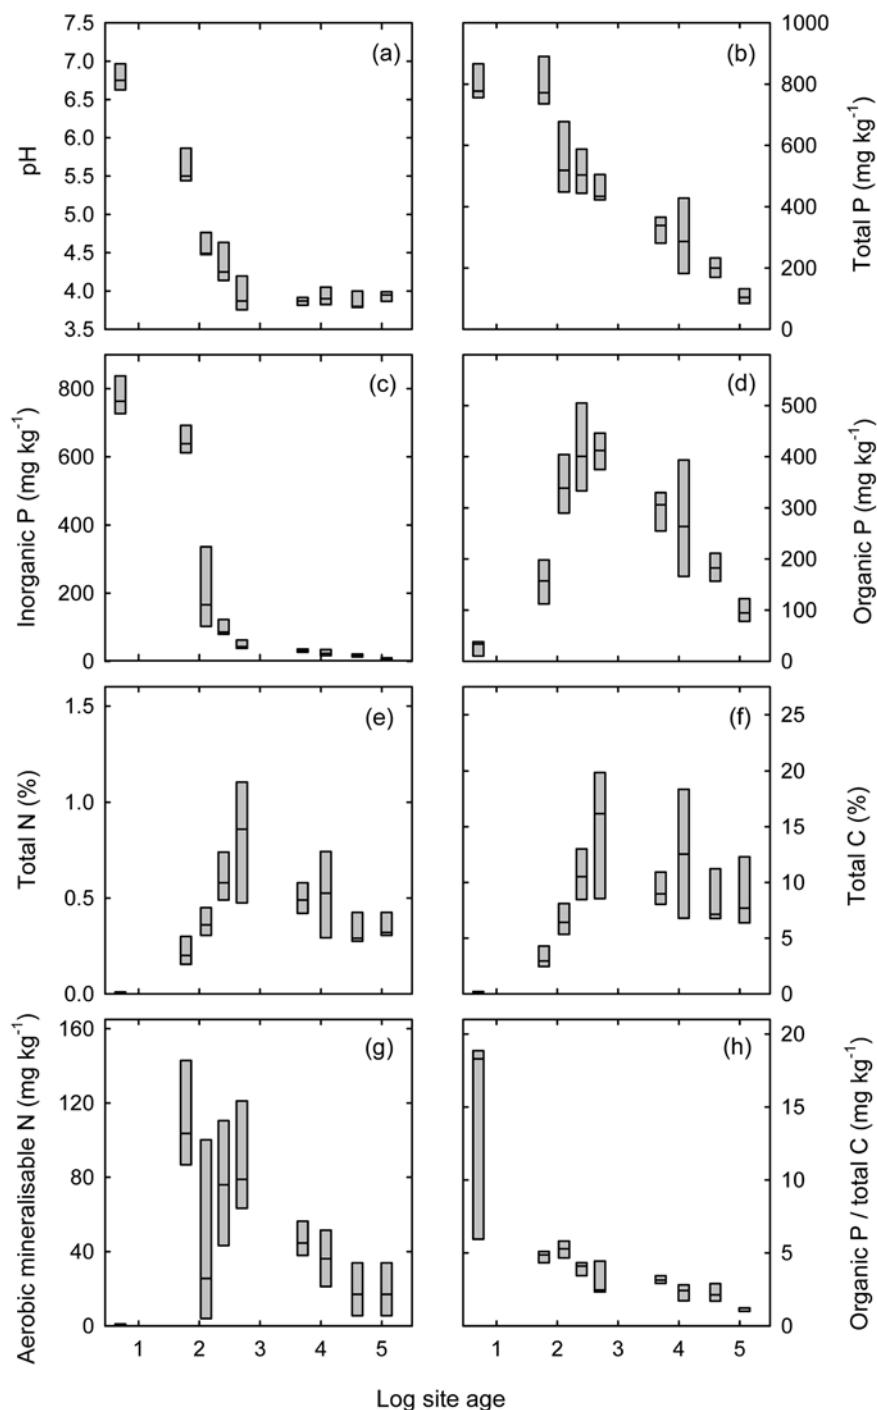 7.5
7.0
6.5
6.0
5.5
5.0
4.5
4.0
3.5
pH
(a)
1000
800
600
400
200
0
Total P (mg kg⁻¹)
(b)
800
600
400
200
0
Inorganic P (mg kg⁻¹)
(c)
500
400
300
200
100
0
Organic P (mg kg⁻¹)
(d)
1.5
1.0
0.5
0.0
Total N (%)
(e)
25
20
15
10
5
0
Total C (%)
(f)
160
120
80
40
0
Aerobic mineralisable N (mg kg⁻¹)
(g)
20
15
10
5
0
Organic P / total C (mg kg⁻¹)
(h)
1 2 3 4 5
1 2 3 4 5
Log site age